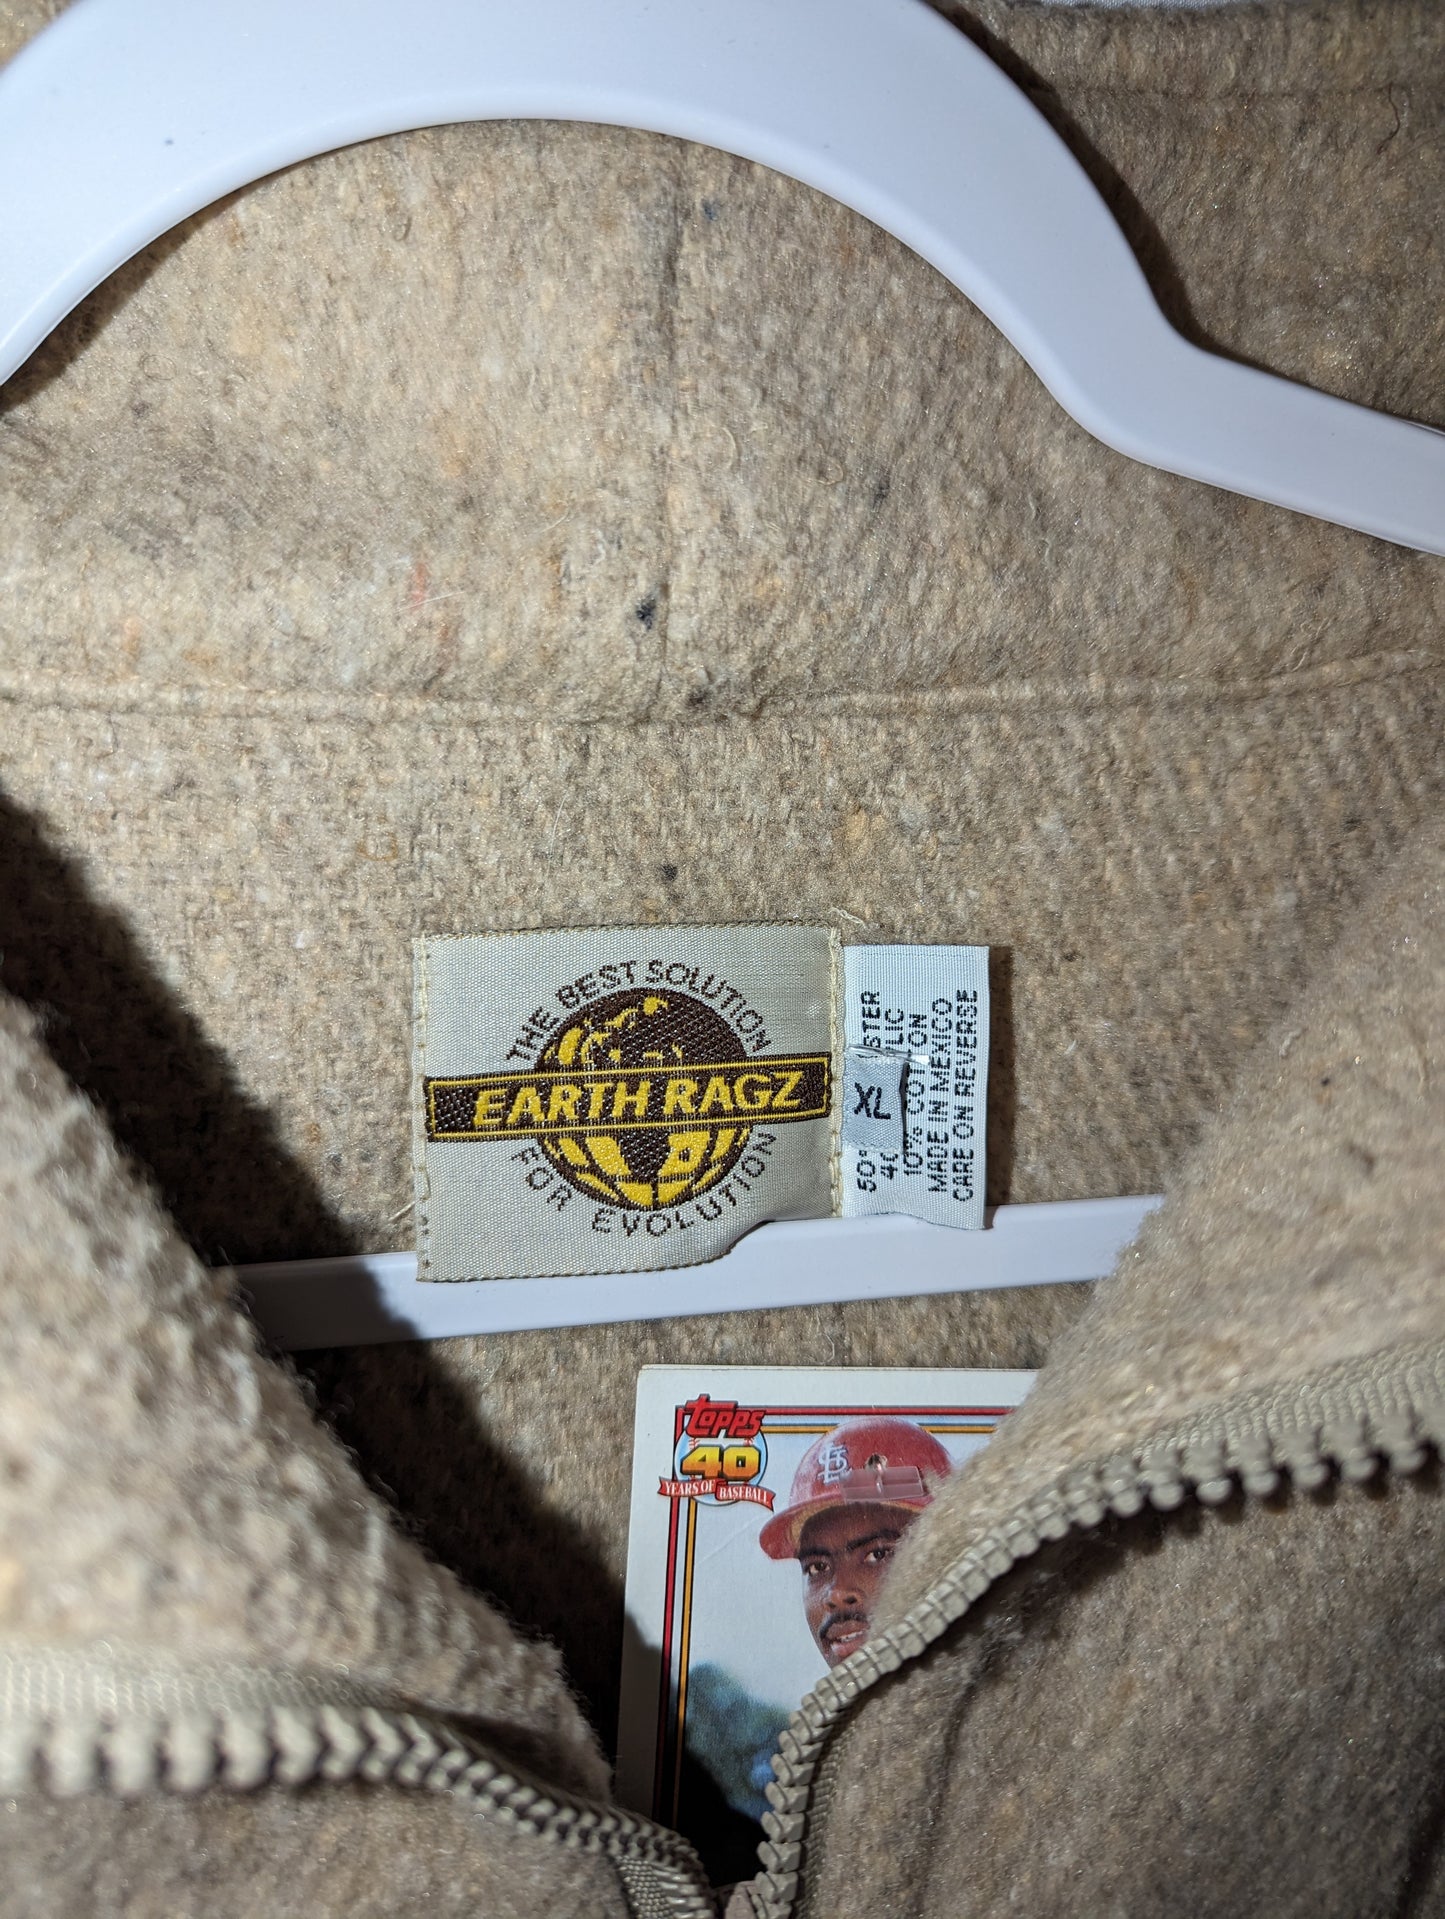 THE BEST SOLUTION
EARTH RAGZ
FOR EVOLUTION
XL
10% COTTON
MADE IN MEXICO
CARE ON REVERSE
topps
40
YEARS OF BASEBALL